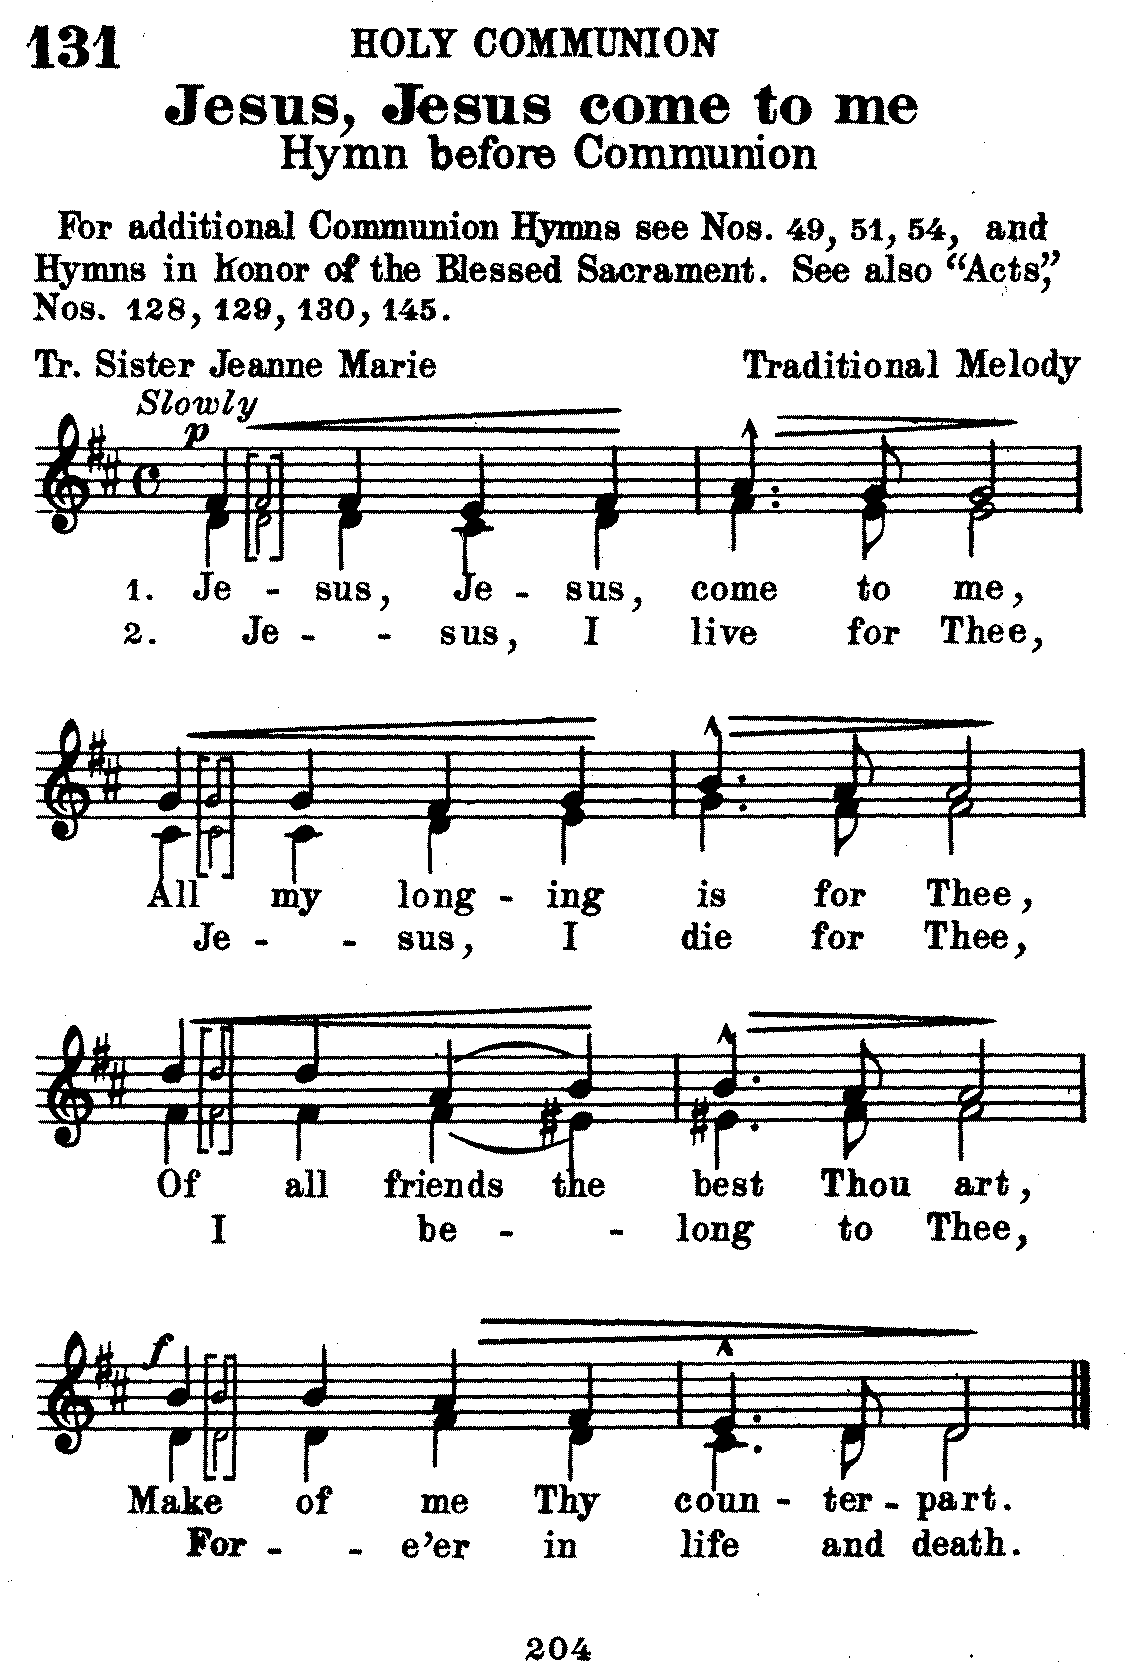 131 HOLY COMMUNION
Jesus, Jesus come to me
Hymn before Communion
For additional Communion Hymns see Nos. 49, 51, 54, and
Hymns in honor of the Blessed Sacrament. See also “Acts,”
Nos. 128, 129, 130, 145.
Tr. Sister Jeanne Marie Traditional Melody
Slowly
p
1. Je - sus, Je - sus, come to me,
2. Je - - sus, I live for Thee,
All my long - ing is for Thee,
Je - - sus, I die for Thee,
Of all friends the best Thou art,
I be - - long to Thee,
f
Make of me Thy coun - ter - part.
For - - e’er in life and death.
204